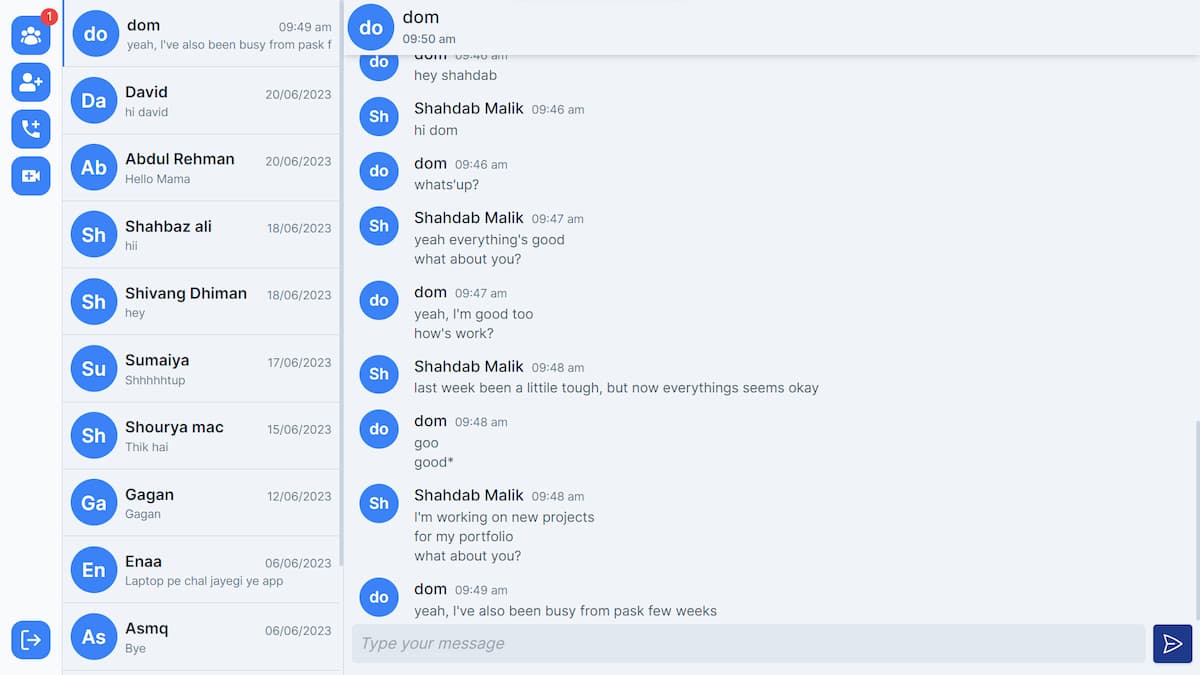 1
do
dom
09:49 am
yeah, I've also been busy from pask f
Da
David
20/06/2023
hi david
Ab
Abdul Rehman
20/06/2023
Hello Mama
Sh
Shahbaz ali
18/06/2023
hii
Sh
Shivang Dhiman
18/06/2023
hey
Su
Sumaiya
17/06/2023
Shhhhhtup
Sh
Shourya mac
15/06/2023
Thik hai
Ga
Gagan
12/06/2023
Gagan
En
Enaa
06/06/2023
Laptop pe chal jayegi ye app
As
Asmq
06/06/2023
Bye
do
dom
09:50 am
do
dom 09:46 am
hey shahdab
Sh
Shahdab Malik 09:46 am
hi dom
do
dom 09:46 am
whats'up?
Sh
Shahdab Malik 09:47 am
yeah everything's good
what about you?
do
dom 09:47 am
yeah, I'm good too
how's work?
Sh
Shahdab Malik 09:48 am
last week been a littile tough, but now everythings seems okay
do
dom 09:48 am
goo
good*
Sh
Shahdab Malik 09:48 am
I'm working on new projects
for my portfolio
what about you?
do
dom 09:49 am
yeah, I've also been busy from pask few weeks
Type your message